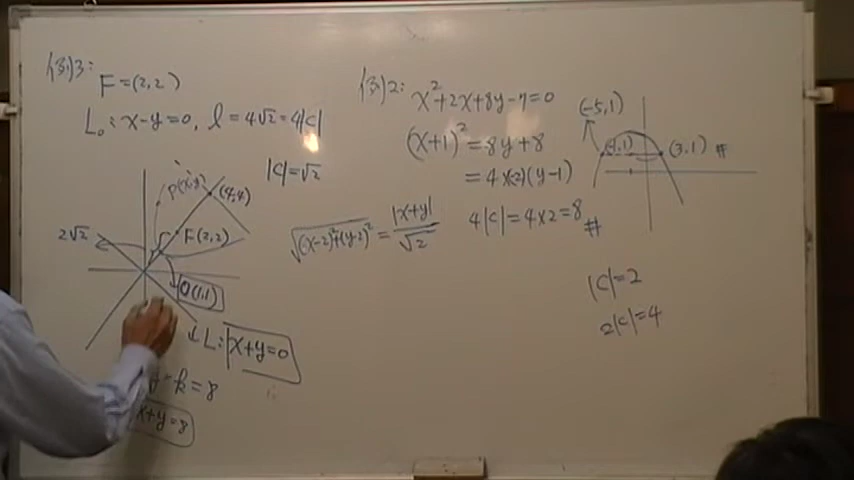 例3: F=(2,2)
L₀: x-y=0, l=4√2=4|c|
|c|=√2
P(x,y)
(4,4)
2√2
F(2,2)
O(1,1)
√(x-2)²+(y-2)² = |x+y|/√2
L: x+y=0
k=8
x+y=8
例2: x²+2x+8y-7=0
(x+1)²=8y+8
=4×(-2)(y-1)
4|c|=4×2=8 #
(-5,1)
(-1,1)
(3,1) #
|c|=2
2|c|=4